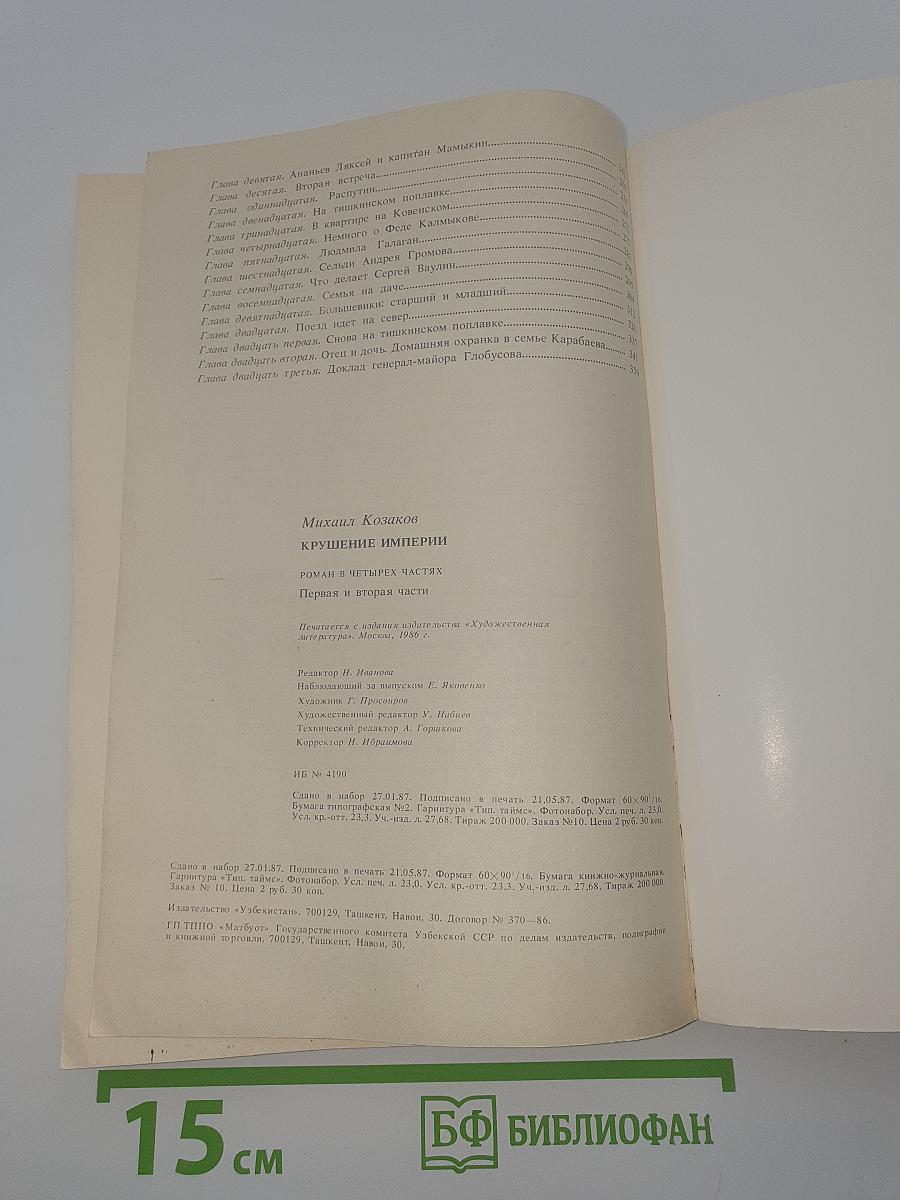 Глава девятая. Ананьев Ляксей и капитан Мамыкин
Глава десятая. Вторая встреча
Глава одиннадцатая. Распутин
Глава двенадцатая. На тишкинском поплавке
Глава тринадцатая. В квартире на Ковенском
Глава четырнадцатая. Немного о Феде Калмыкове
Глава пятнадцатая. Людмила Галаган
Глава шестнадцатая. Сельди Андрея Громова
Глава семнадцатая. Что делает Сергей Ваулин
Глава восемнадцатая. Семья на даче
Глава девятнадцатая. Большевики: старший и младший
Глава двадцатая. Поезд идет на север
Глава двадцать первая. Снова на тишкинском поплавке
Глава двадцать вторая. Отец и дочь. Домашняя охранка в семье Карабаева 341
Глава двадцать третья. Доклад генерал-майора Глобусова 359
Михаил Козаков
КРУШЕНИЕ ИМПЕРИИ
РОМАН В ЧЕТЫРЕХ ЧАСТЯХ
Первая и вторая части
Печатается с издания издательства «Художественная
литература». Москва, 1986 г.
Редактор Н. Иванова
Наблюдающий за выпуском Е. Яковенко
Художник Г. Просвиров
Художественный редактор У. Набиев
Технический редактор А. Горшкова
Корректор Н. Ибраимова
ИБ № 4190
Сдано в набор 27.01.87. Подписано в печать 21.05.87. Формат 60×90¹/₁₆.
Бумага типографская №2. Гарнитура «Тип. таймс». Фотонабор. Усл. печ. л. 23,0.
Усл. кр.-отт. 23,3. Уч.-изд. л. 27,68. Тираж 200 000. Заказ №10. Цена 2 руб. 30 коп.
Сдано в набор 27.01.87. Подписано в печать 21.05.87. Формат 60×90¹/16. Бумага книжно-журнальная.
Гарнитура «Тип. таймс». Фотонабор. Усл. печ. л. 23,0. Усл. кр.-отт. 23,3. Уч.-изд. л. 27,68. Тираж 200 000.
Заказ № 10. Цена 2 руб. 30 коп.
Издательство «Узбекистан». 700129, Ташкент, Навои, 30. Договор № 370—86.
ГП ТППО «Матбуот» Государственного комитета Узбекской ССР по делам издательств, полиграфии
и книжной торговли. 700129, Ташкент, Навои, 30.
15 см
БФ БИБЛИОФАН